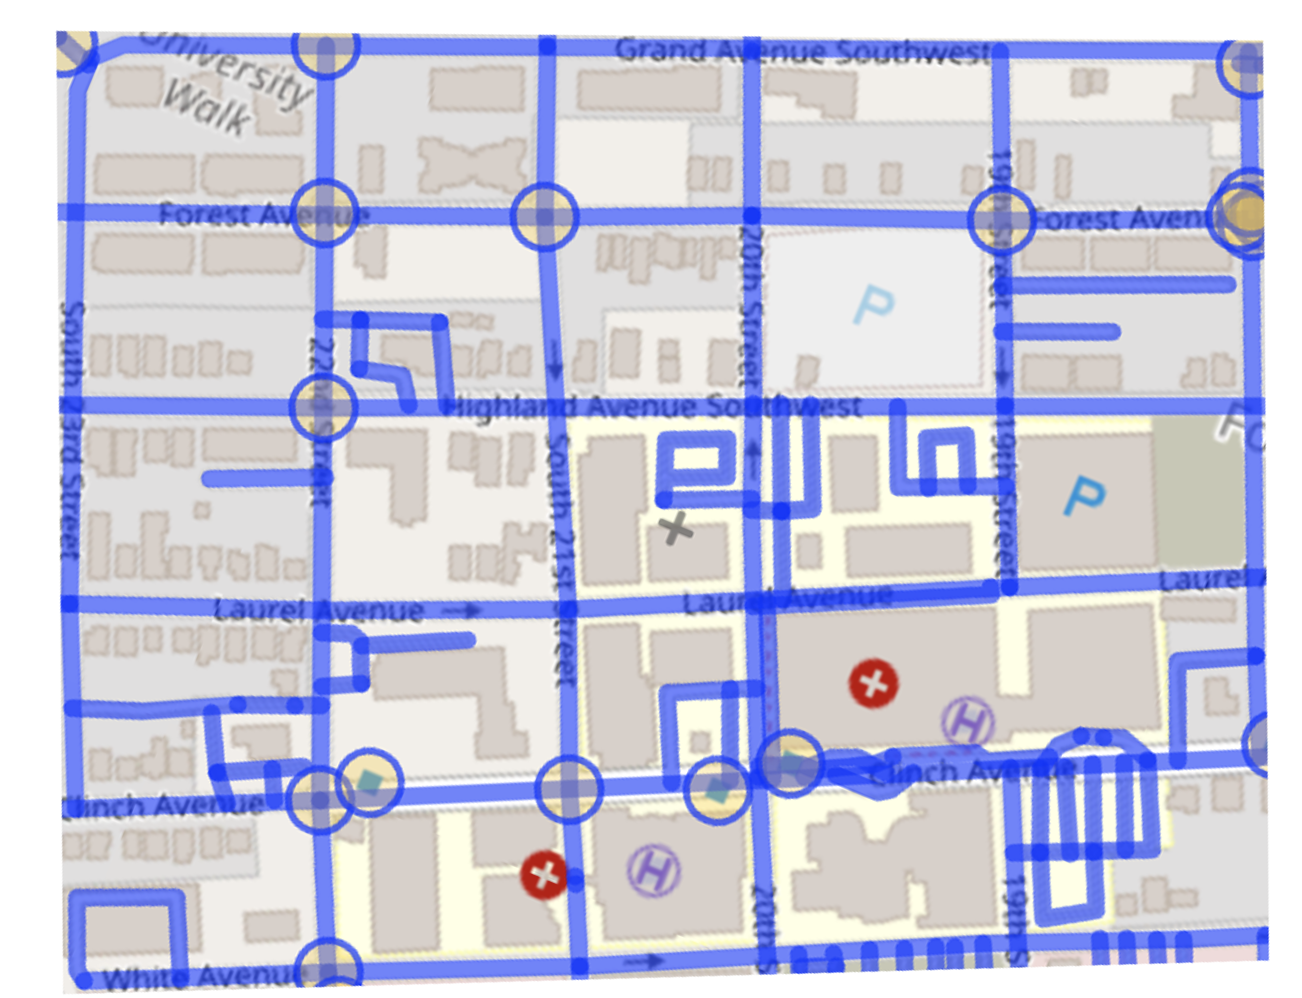 University
Walk
Grand Avenue Southwest
Forest Avenue
Forest Avenu
19th Street
20th Street
P
South 23rd Street
22nd Street
Highland Avenue Southwest
Fo
South 21st Street
19th Street
P
Laurel Avenue
Laurel Avenue
Laurel A
H
Clinch Avenue
Clinch Avenue
H
20th S
19th S
White Avenue